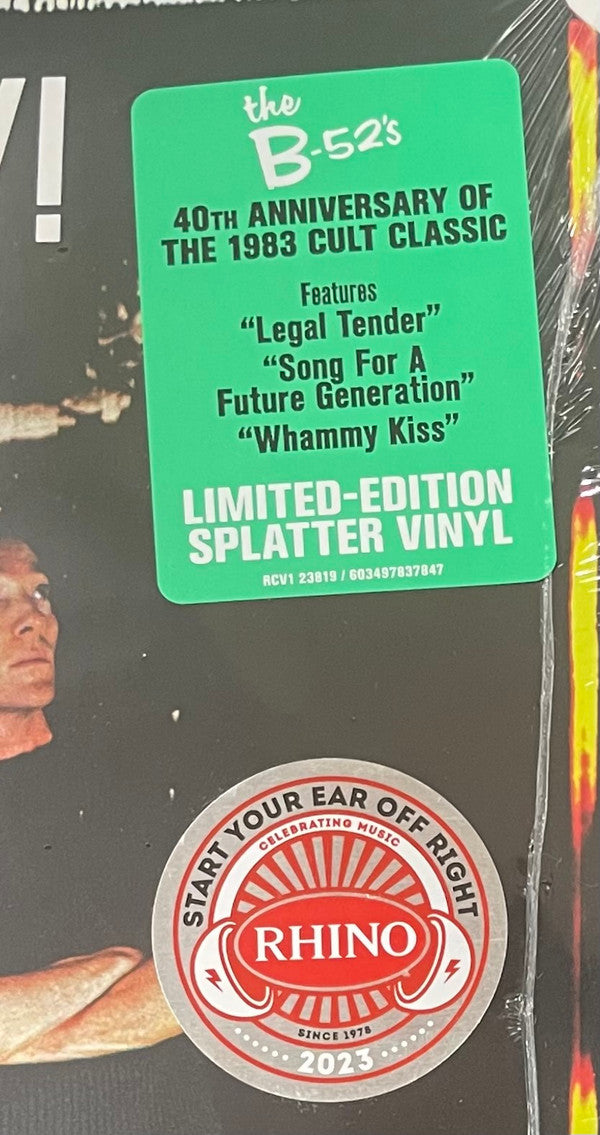 !
the
B-52's
40TH ANNIVERSARY OF
THE 1983 CULT CLASSIC
Features
“Legal Tender”
“Song For A
Future Generation”
“Whammy Kiss”
LIMITED-EDITION
SPLATTER VINYL
RCV1 23819 / 603497837847
START YOUR EAR OFF RIGHT
CELEBRATING MUSIC
RHINO
SINCE 1978
2023